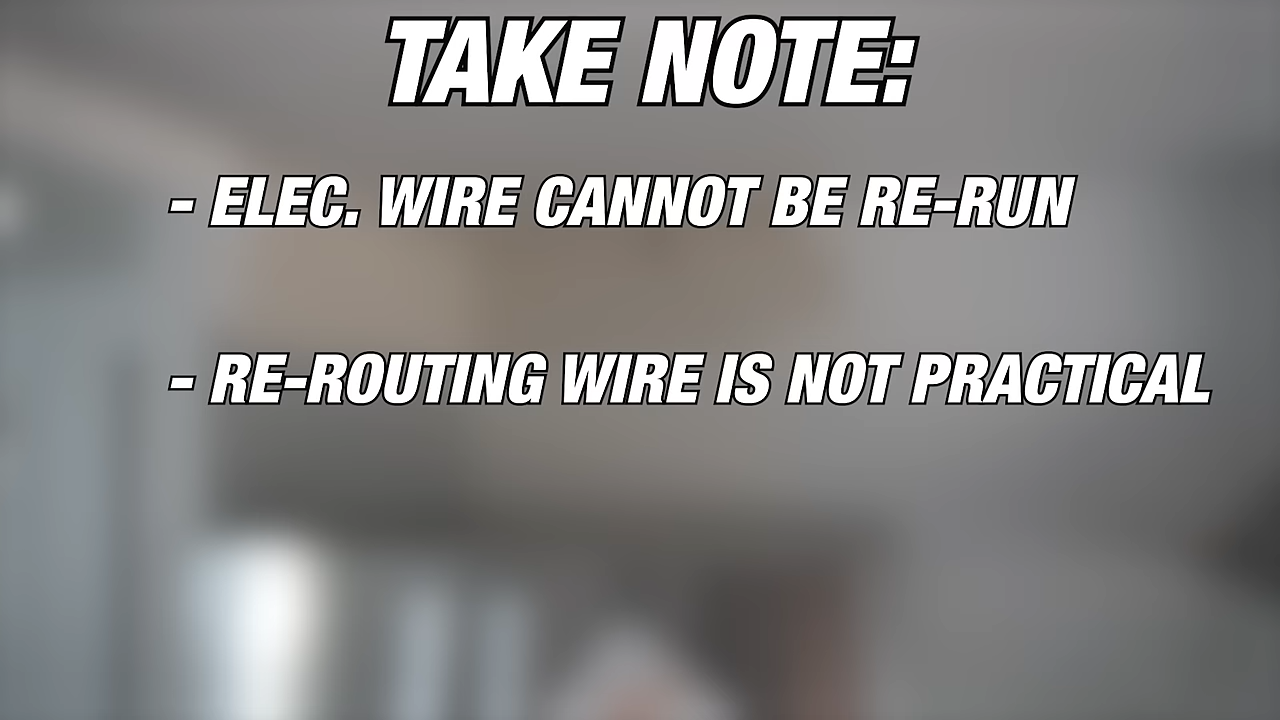 TAKE NOTE:
- ELEC. WIRE CANNOT BE RE-RUN
- RE-ROUTING WIRE IS NOT PRACTICAL